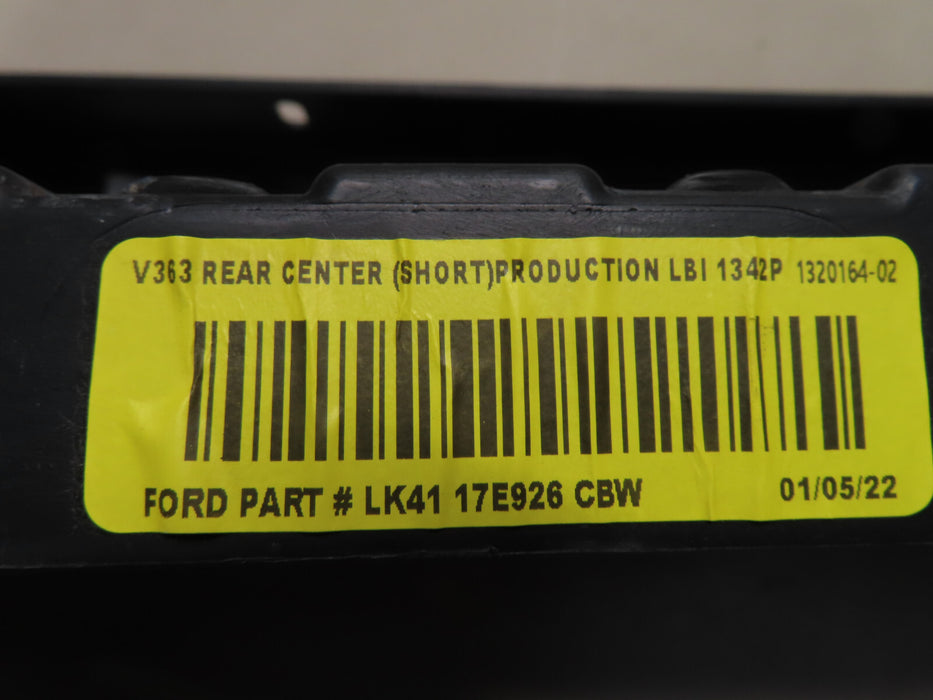 V363 REAR CENTER (SHORT)PRODUCTION LBI 1342P 1320164-02
FORD PART # LK41 17E926 CBW 01/05/22